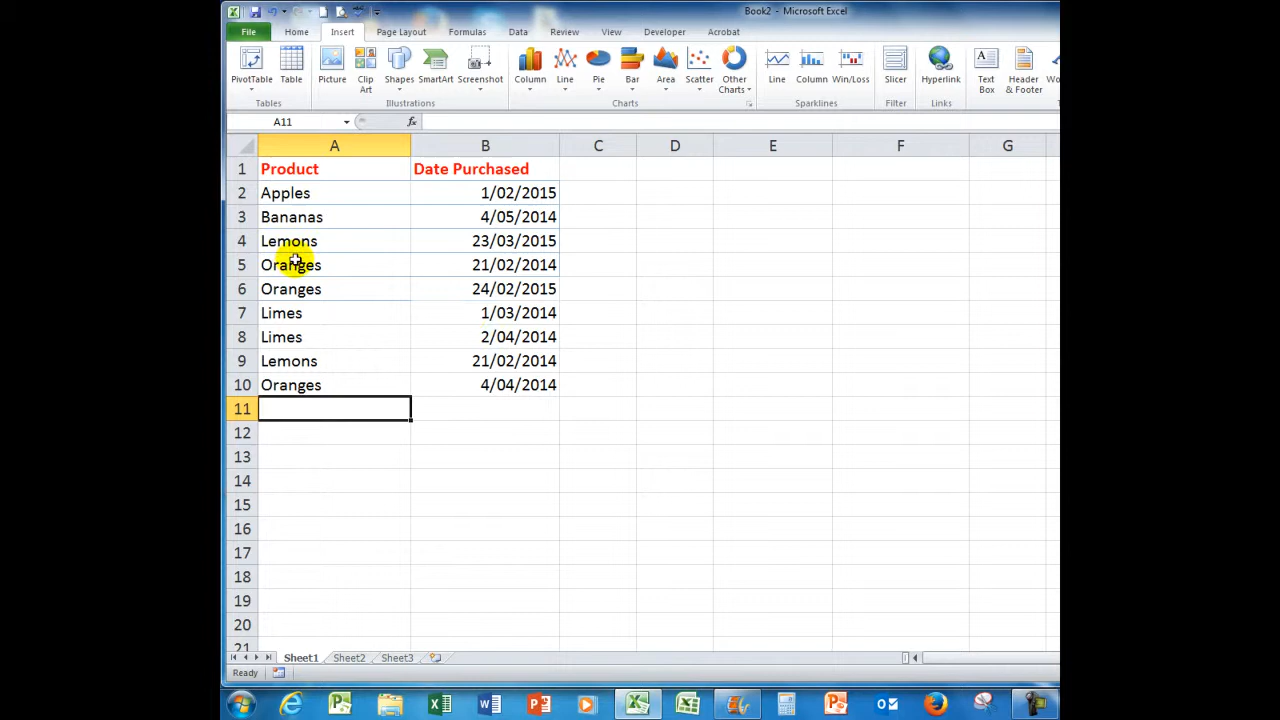 Book2 - Microsoft Excel
File Home Insert Page Layout Formulas Data Review View Developer Acrobat
PivotTable Table Picture Clip Art Shapes SmartArt Screenshot Column Line Pie Bar Area Scatter Other Charts Line Column Win/Loss Slicer Hyperlink Text Box Header & Footer
Tables Illustrations Charts Sparklines Filter Links
A11 fx
A B C D E F G
1 Product Date Purchased
2 Apples 1/02/2015
3 Bananas 4/05/2014
4 Lemons 23/03/2015
5 Oranges 21/02/2014
6 Oranges 24/02/2015
7 Limes 1/03/2014
8 Limes 2/04/2014
9 Lemons 21/02/2014
10 Oranges 4/04/2014
11
12
13
14
15
16
17
18
19
20
21
Sheet1 Sheet2 Sheet3
Ready